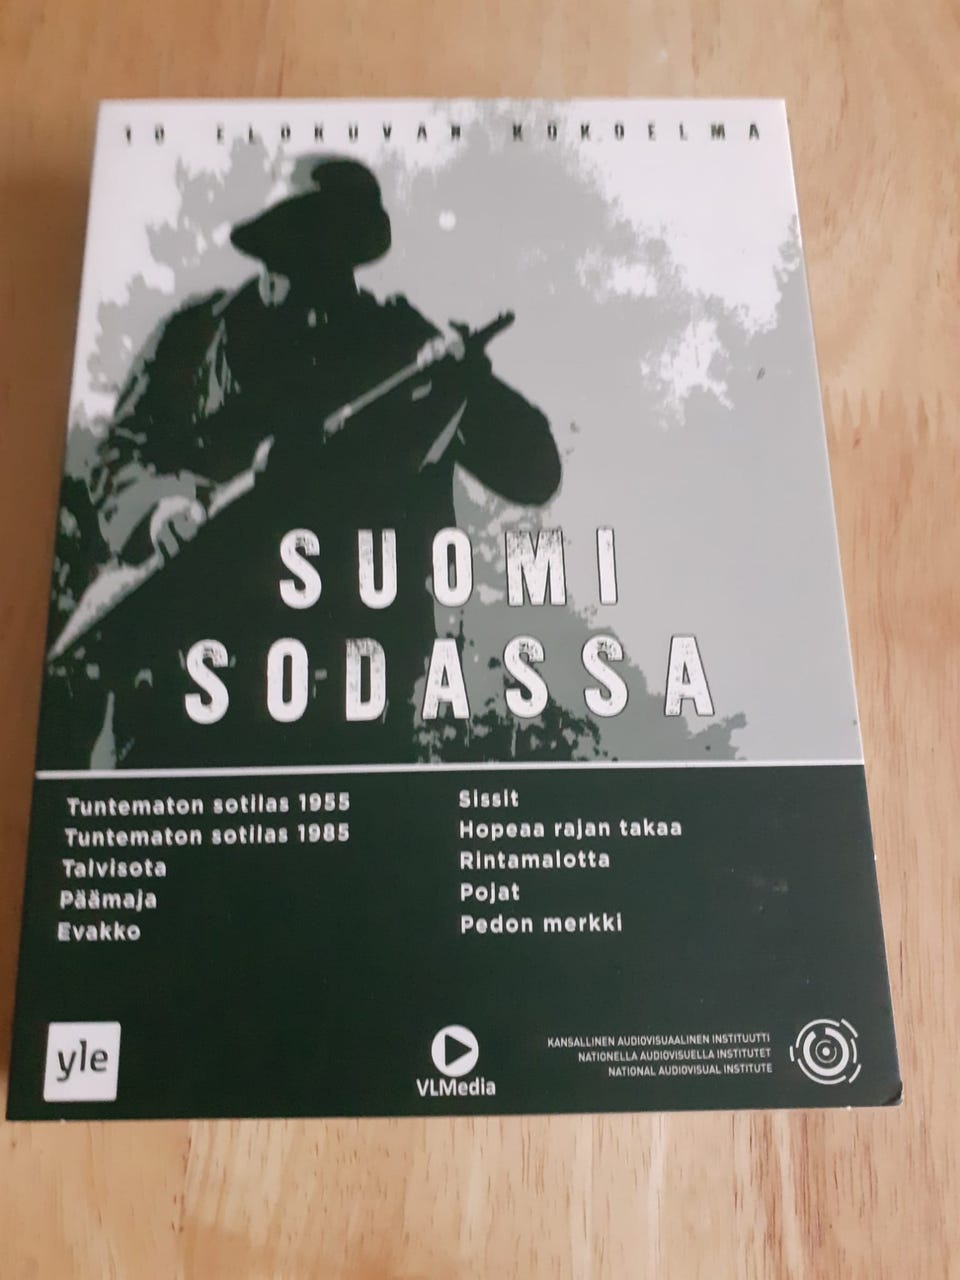 10 ELOKUVAN KOKOELMA
SUOMI
SODASSA
Tuntematon sotilas 1955
Tuntematon sotilas 1985
Talvisota
Päämaja
Evakko
Sissit
Hopeaa rajan takaa
Rintamalotta
Pojat
Pedon merkki
yle
VLMedia
KANSALLINEN AUDIOVISUAALINEN INSTITUUTTI
NATIONELLA AUDIOVISUELLA INSTITUTET
NATIONAL AUDIOVISUAL INSTITUTE